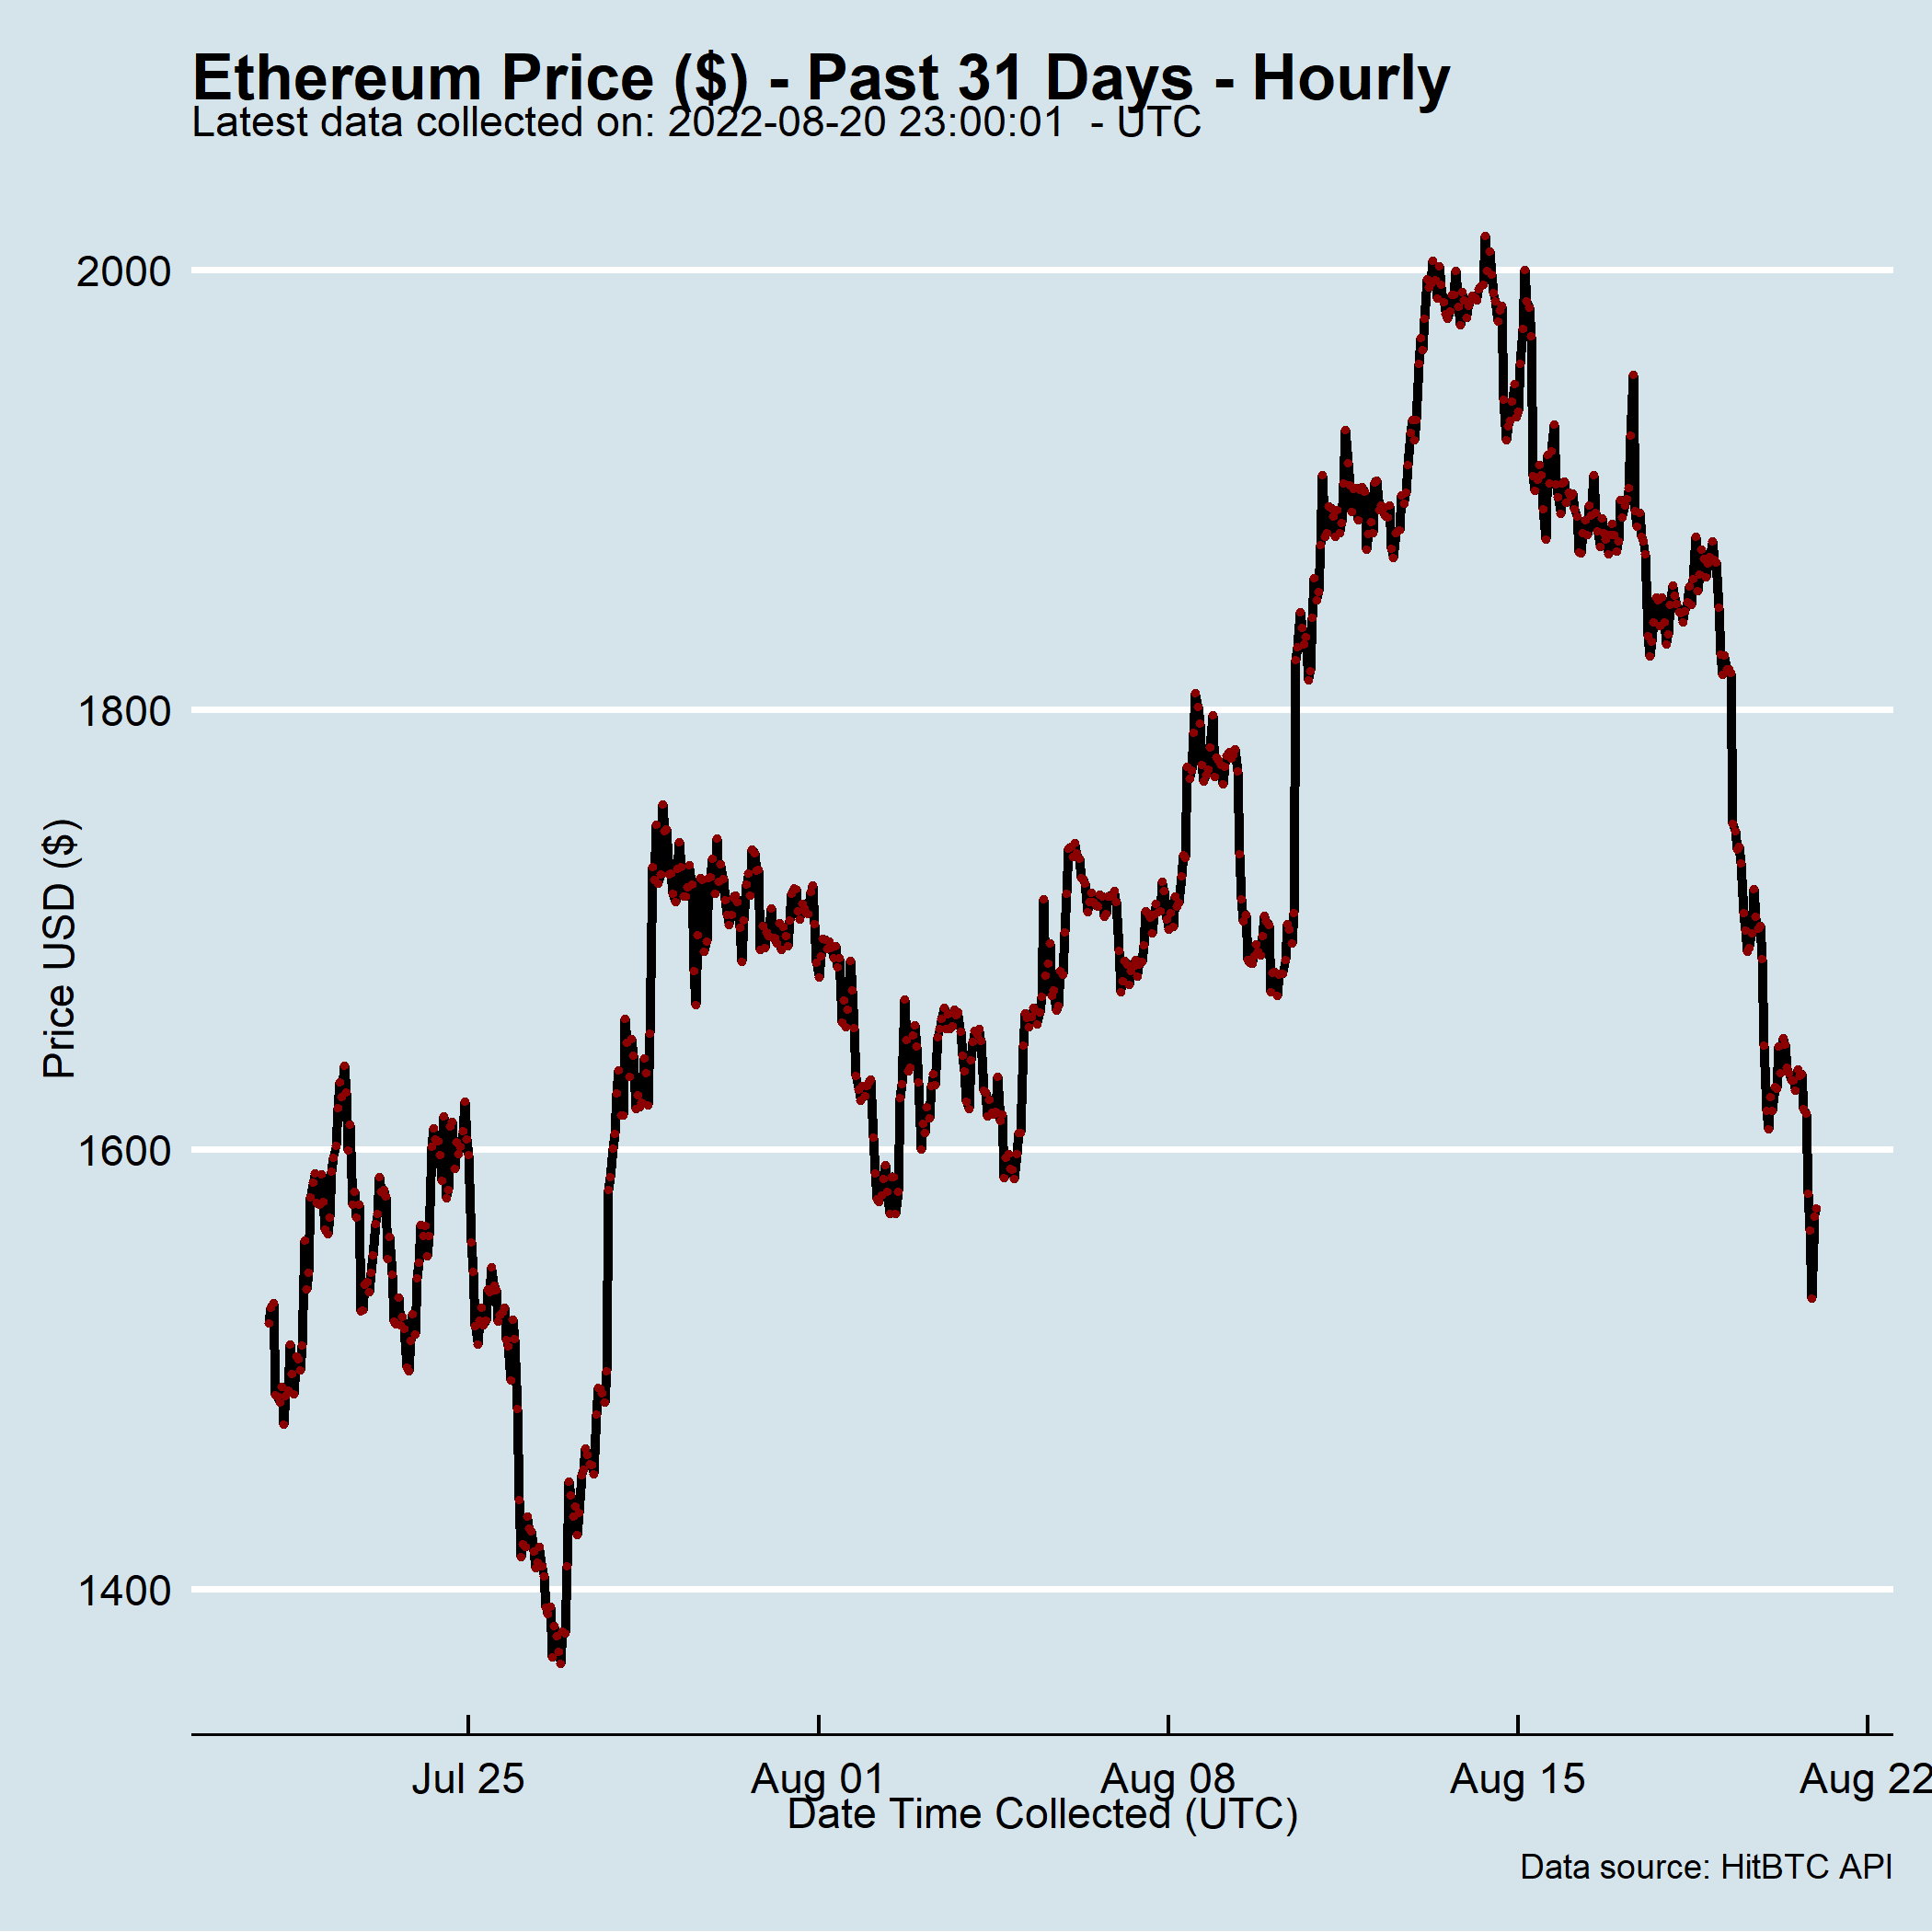 Ethereum Price ($) - Past 31 Days - Hourly
Latest data collected on: 2022-08-20 23:00:01  - UTC
2000
1800
1600
1400
Price USD ($)
Jul 25
Aug 01
Aug 08
Aug 15
Aug 22
Date Time Collected (UTC)
Data source: HitBTC API